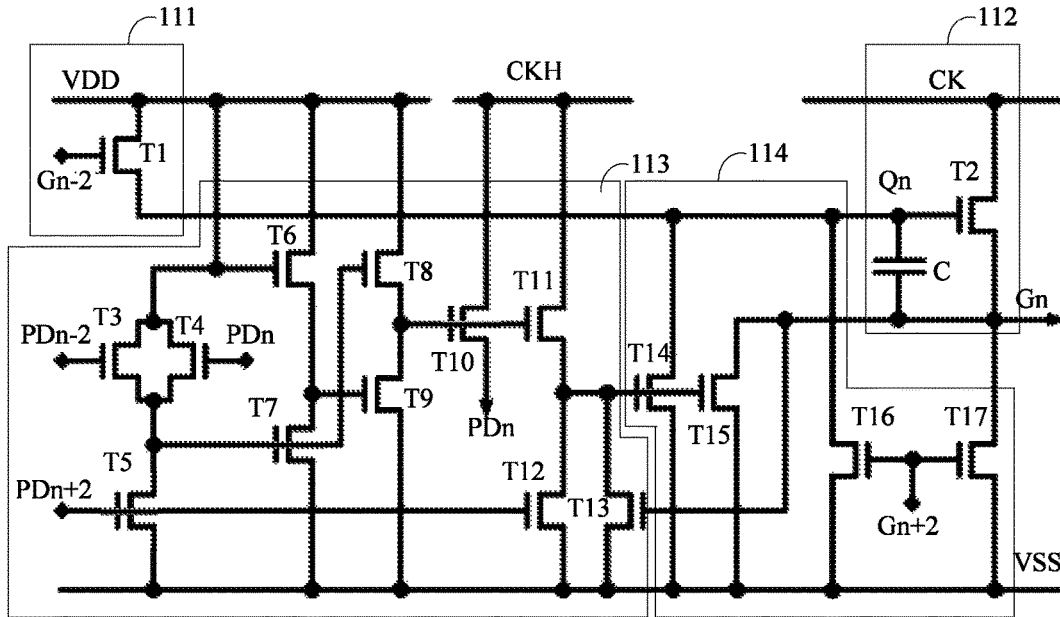 111
112
VDD
CKH
CK
T1
Gn-2
113
114
Qn
T2
T6
T8
T11
C
Gn
T3
T4
PDn-2
PDn
T10
T14
T7
T9
PDn
T15
T16
T17
T5
T12
T13
PDn+2
Gn+2
VSS